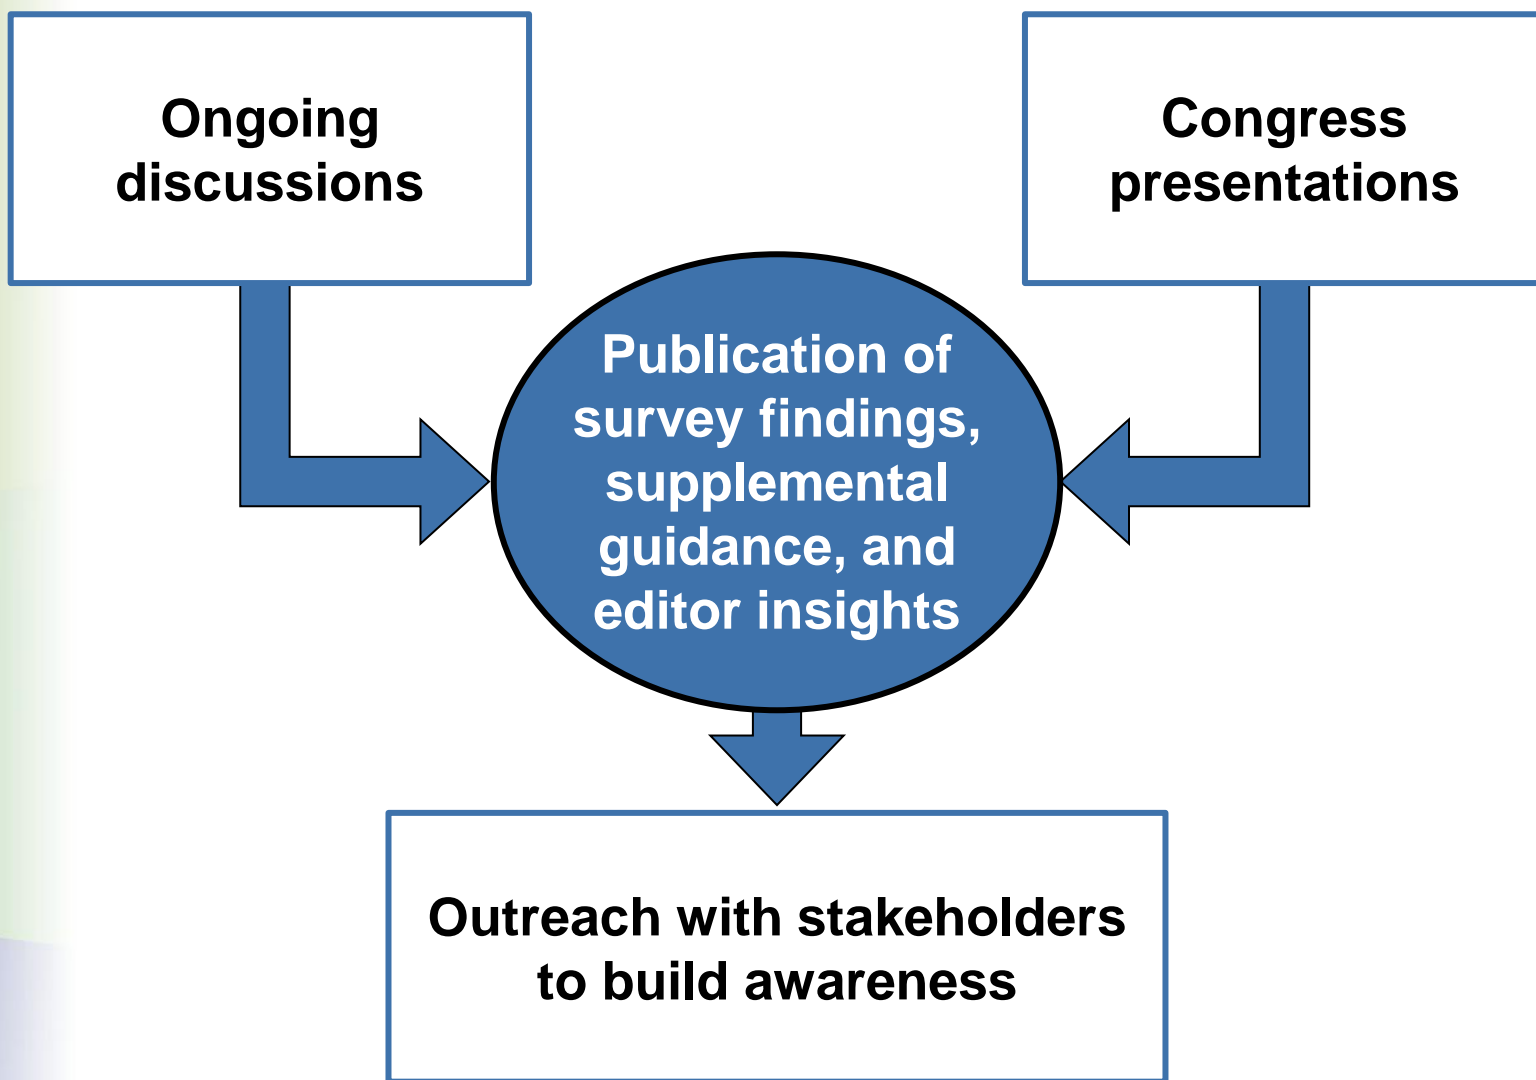 Ongoing
discussions
Congress
presentations
Publication of
survey findings,
supplemental
guidance, and
editor insights
Outreach with stakeholders
to build awareness